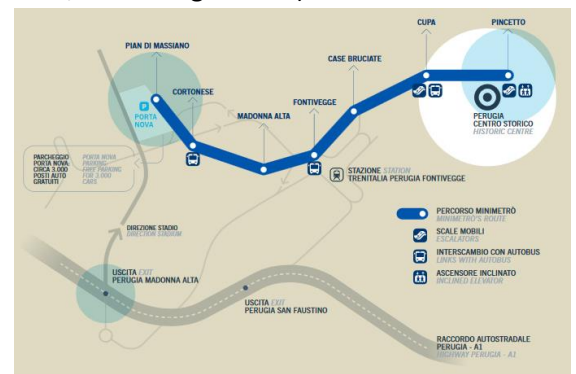 CUPA
PINCETTO
PIAN DI MASSIANO
CASE BRUCIATE
CORTONESE
FONTIVEGGE
MADONNA ALTA
P
PORTA
NOVA
PERUGIA
CENTRO STORICO
HISTORIC CENTRE
PARCHEGGIO
PORTA NOVA
CIRCA 3.000
POSTI AUTO
GRATUITI
PORTA NOVA
PARKING
FREE PARKING
FOR 3.000
CARS
STAZIONE STATION
TRENITALIA PERUGIA FONTIVEGGE
PERCORSO MINIMETRÒ
MINIMETRÒ'S ROUTE
SCALE MOBILI
ESCALATORS
INTERSCAMBIO CON AUTOBUS
LINKS WITH AUTOBUS
ASCENSORE INCLINATO
INCLINED ELEVATOR
DIREZIONE STADIO
DIRECTION STADIUM
USCITA EXIT
PERUGIA MADONNA ALTA
USCITA EXIT
PERUGIA SAN FAUSTINO
RACCORDO AUTOSTRADALE
PERUGIA - A1
HIGHWAY PERUGIA - A1